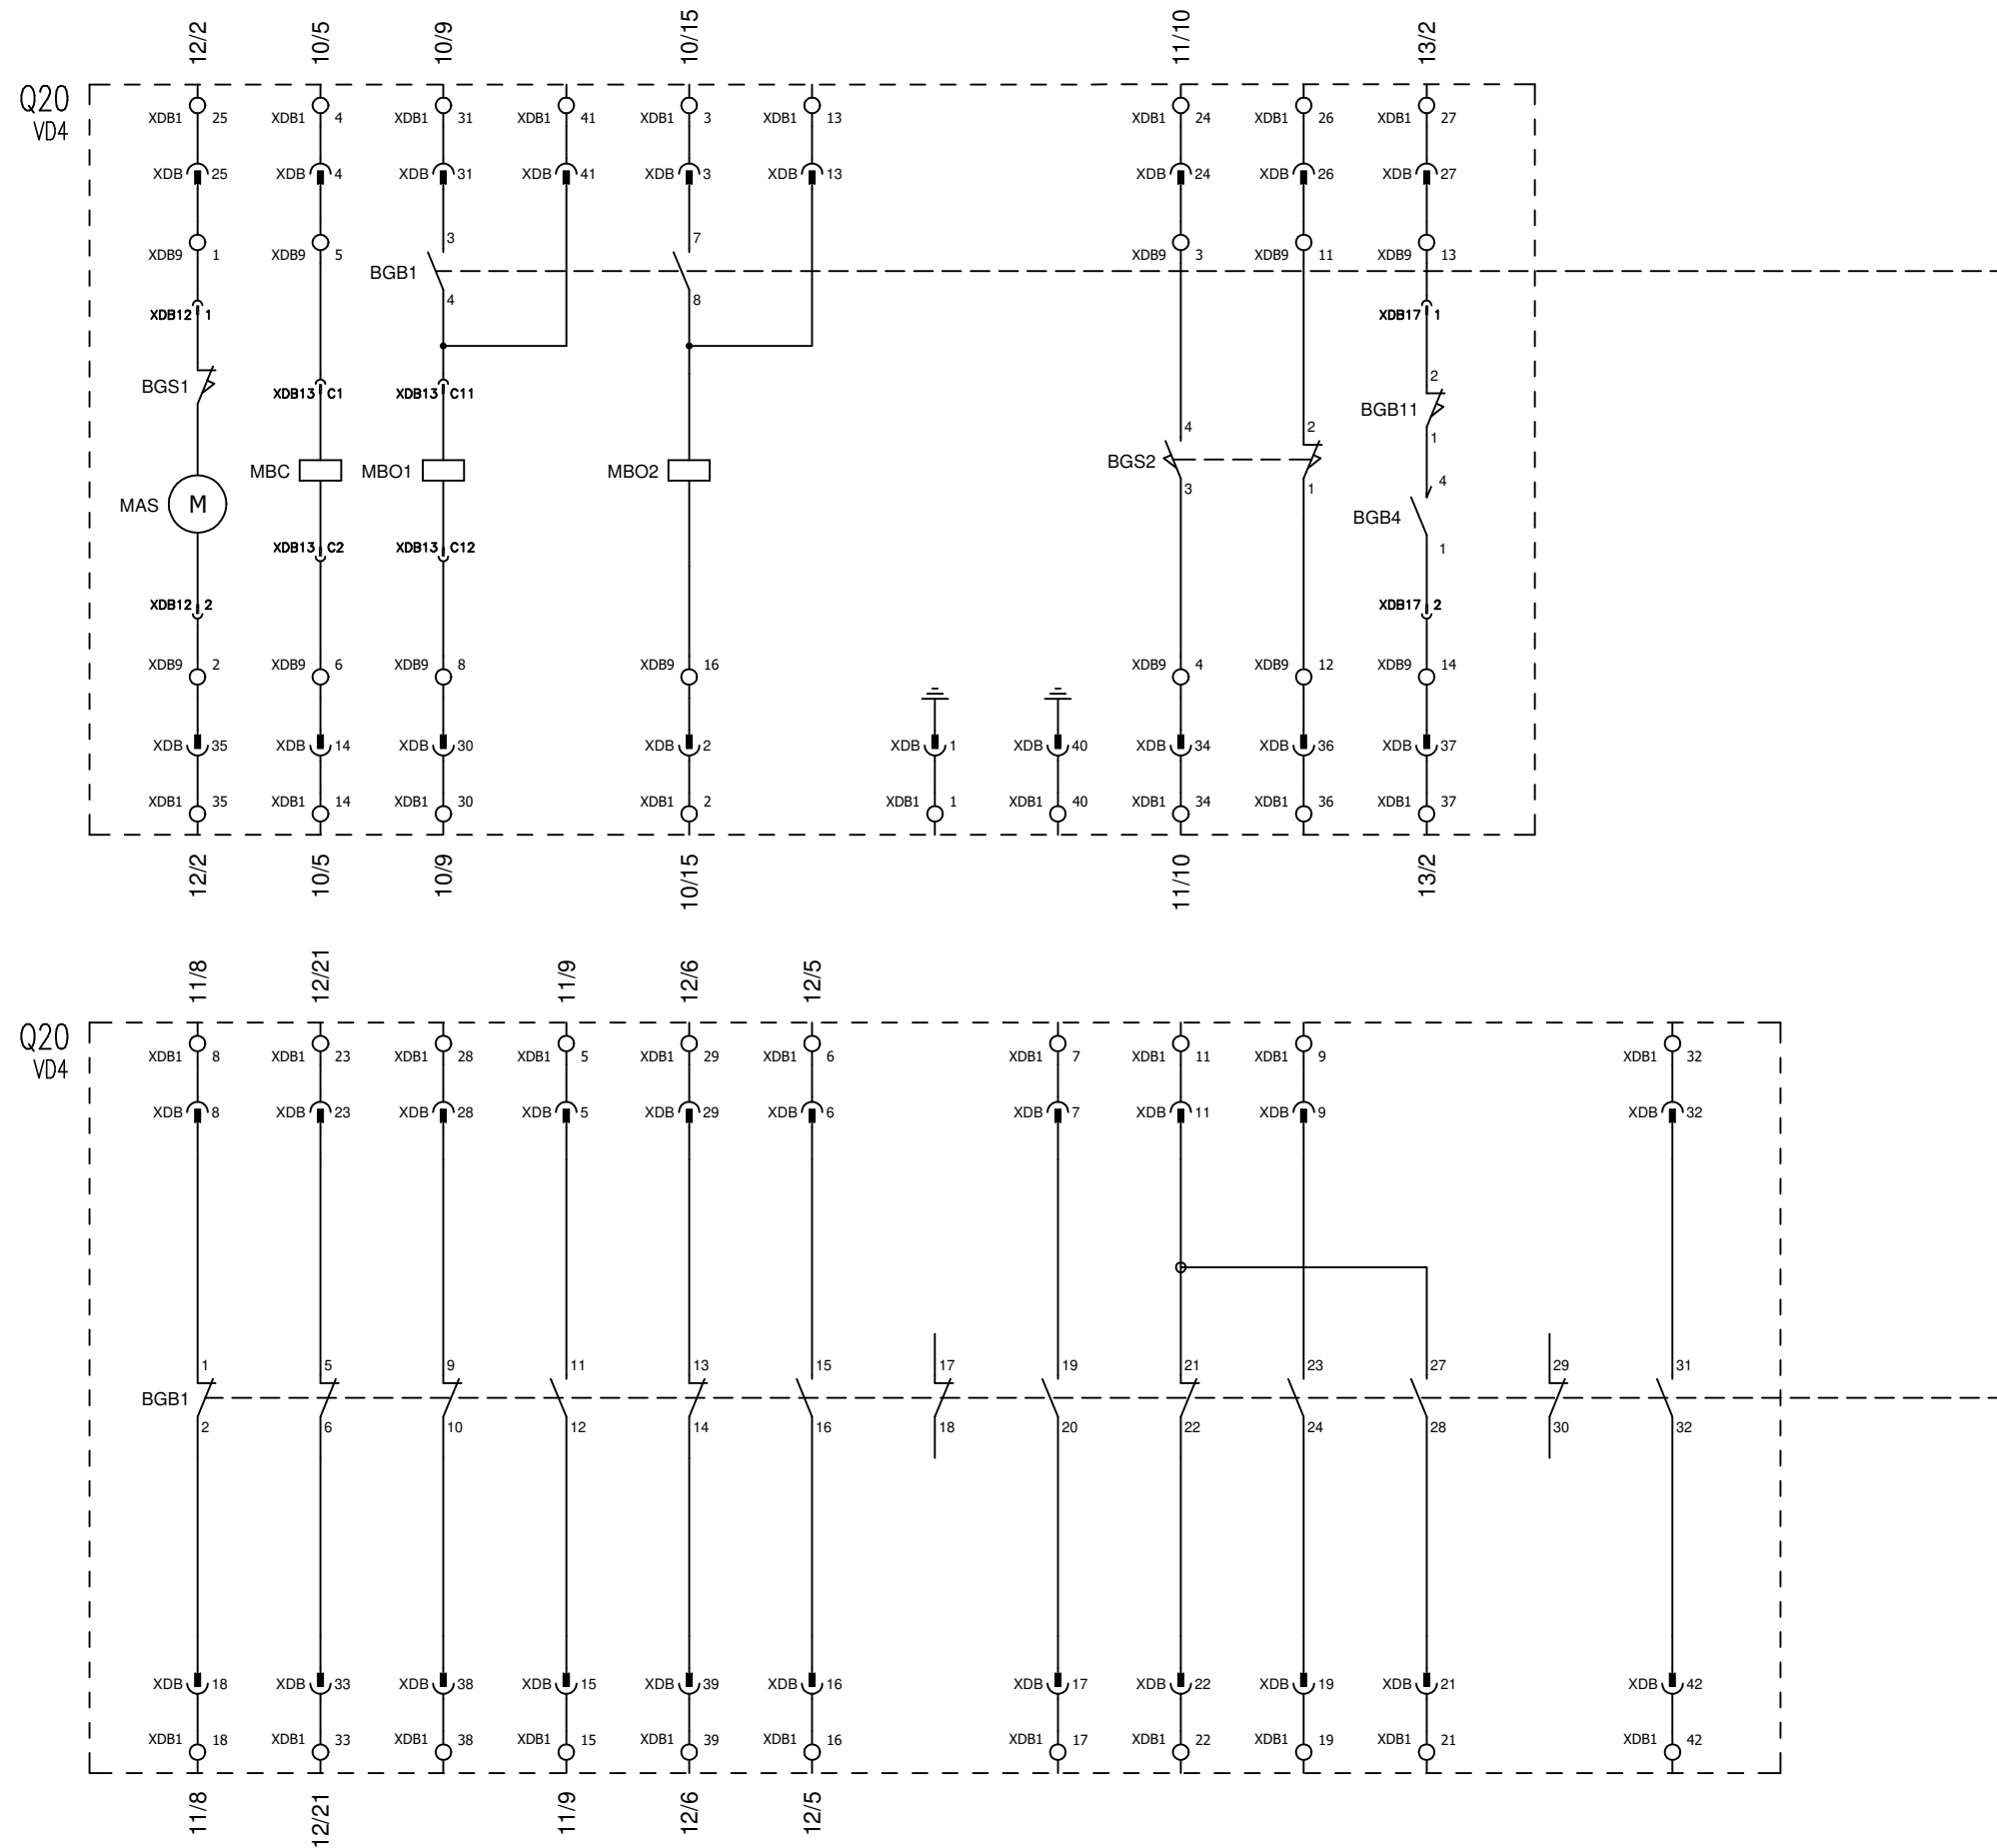 12/2 10/5 10/9 10/15 11/10 13/2
Q20
VD4
XDB1 25 XDB1 4 XDB1 31 XDB1 41 XDB1 3 XDB1 13 XDB1 24 XDB1 26 XDB1 27
XDB 25 XDB 4 XDB 31 XDB 41 XDB 3 XDB 13 XDB 24 XDB 26 XDB 27
3 7
XDB9 1 XDB9 5 XDB9 3 XDB9 11 XDB9 13
BGB1
4 8
XDB12 1 XDB17 1
2
BGS1 XDB13 C1 XDB13 C11
BGB11
4 2 1
MBC MBO1 MBO2 BGS2
3 1 4
MAS M
BGB4
XDB13 C2 XDB13 C12 1
XDB12 2 XDB17 2
XDB9 2 XDB9 6 XDB9 8 XDB9 16 XDB9 4 XDB9 12 XDB9 14
XDB 35 XDB 14 XDB 30 XDB 2 XDB 1 XDB 40 XDB 34 XDB 36 XDB 37
XDB1 35 XDB1 14 XDB1 30 XDB1 2 XDB1 1 XDB1 40 XDB1 34 XDB1 36 XDB1 37
12/2 10/5 10/9 10/15 11/10 13/2
11/8 12/21 11/9 12/6 12/5
Q20
VD4
XDB1 8 XDB1 23 XDB1 28 XDB1 5 XDB1 29 XDB1 6 XDB1 7 XDB1 11 XDB1 9 XDB1 32
XDB 8 XDB 23 XDB 28 XDB 5 XDB 29 XDB 6 XDB 7 XDB 11 XDB 9 XDB 32
1 5 9 11 13 15 17 19 21 23 27 29 31
BGB1
2 6 10 12 14 16 18 20 22 24 28 30 32
XDB 18 XDB 33 XDB 38 XDB 15 XDB 39 XDB 16 XDB 17 XDB 22 XDB 19 XDB 21 XDB 42
XDB1 18 XDB1 33 XDB1 38 XDB1 15 XDB1 39 XDB1 16 XDB1 17 XDB1 22 XDB1 19 XDB1 21 XDB1 42
11/8 12/21 11/9 12/6 12/5